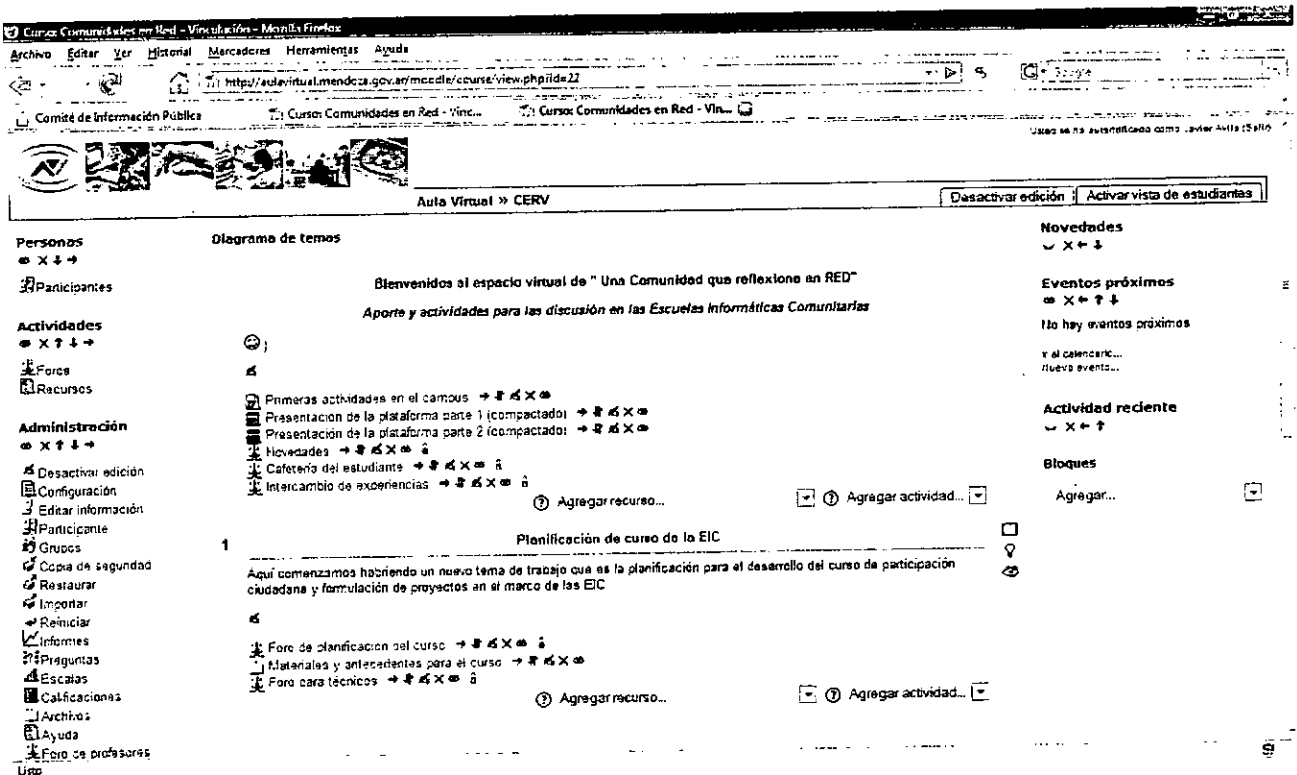 Curso: Comunidades en Red - Vinculación - Mozilla Firefox
Archivo Editar Ver Historial Marcadores Herramientas Ayuda
http://aulavirtual.mendoza.gov.ar/moodle/course/view.php?id=22
Google
Comité de Información Pública
Curso: Comunidades en Red - Vinc...
Curso: Comunidades en Red - Vin...
Usted se ha autentificado como Javier Avila (Salir)
Aula Virtual » CERV
Desactivar edición
Activar vista de estudiantes
Personas
Participantes
Actividades
Foros
Recursos
Administración
Desactivar edición
Configuración
Editar información
Participante
Grupos
Copia de seguridad
Restaurar
Importar
Reiniciar
Informes
Preguntas
Escalas
Calificaciones
Archivos
Ayuda
Foro de profesores
Diagrama de temas
Bienvenidos al espacio virtual de " Una Comunidad que reflexiona en RED"
Aporte y actividades para las discusión en las Escuelas Informáticas Comunitarias
Primeras actividades en el campus
Presentación de la plataforma parte 1 (compactado)
Presentación de la plataforma parte 2 (compactado)
Novedades
Cafetería del estudiante
Intercambio de experiencias
Agregar recurso...
Agregar actividad...
1
Planificación de curso de la EIC
Aquí comenzamos habriendo un nuevo tema de trabajo que es la planificación para el desarrollo del curso de participación
ciudadana y formulación de proyectos en el marco de las EIC
Foro de planificación del curso
Materiales y antecedentes para el curso
Foro para técnicos
Agregar recurso...
Agregar actividad...
Novedades
Eventos próximos
No hay eventos próximos
Ir al calendario...
Nuevo evento...
Actividad reciente
Bloques
Agregar...
Listo